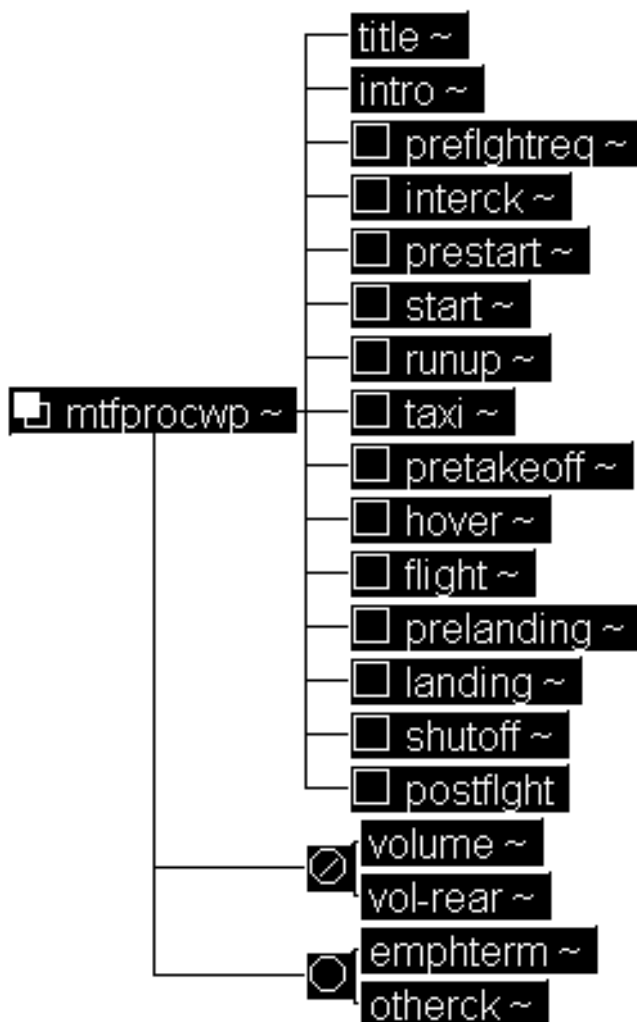 title ~
intro ~
preflghtreq ~
interck ~
prestart ~
start ~
runup ~
mtfprocwp ~
taxi ~
pretakeoff ~
hover ~
flight ~
prelanding ~
landing ~
shutoff ~
postflght
volume ~
vol-rear ~
emphterm ~
otherck ~